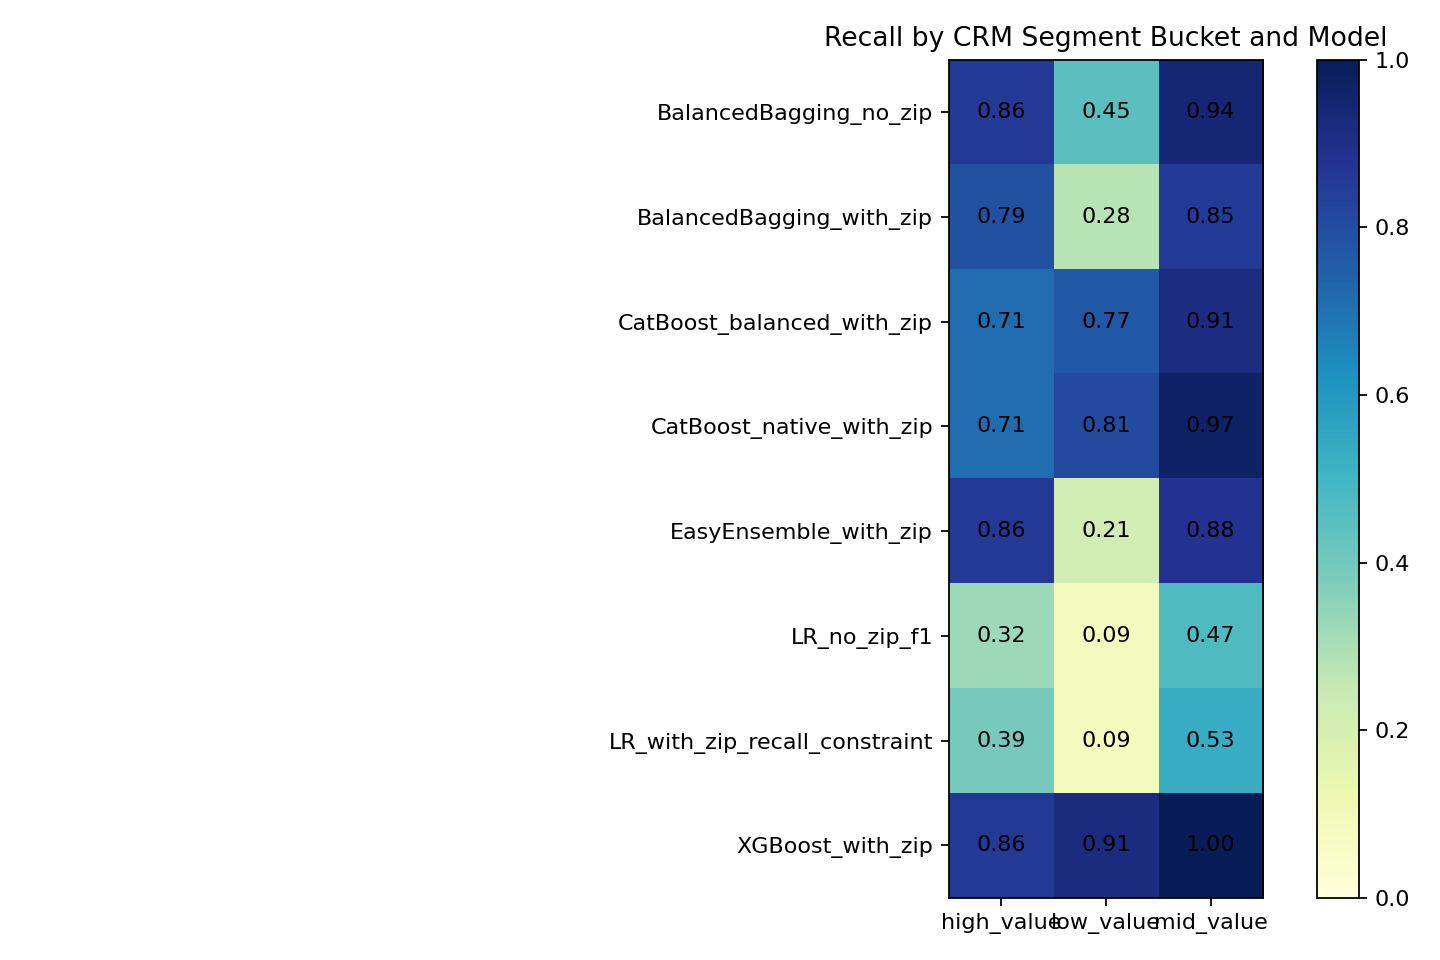 Recall by CRM Segment Bucket and Model
BalancedBagging_no_zip 0.86 0.45 0.94
BalancedBagging_with_zip 0.79 0.28 0.85
CatBoost_balanced_with_zip 0.71 0.77 0.91
CatBoost_native_with_zip 0.71 0.81 0.97
EasyEnsemble_with_zip 0.86 0.21 0.88
LR_no_zip_f1 0.32 0.09 0.47
LR_with_zip_recall_constraint 0.39 0.09 0.53
XGBoost_with_zip 0.86 0.91 1.00
high_value low_value mid_value
1.0
0.8
0.6
0.4
0.2
0.0